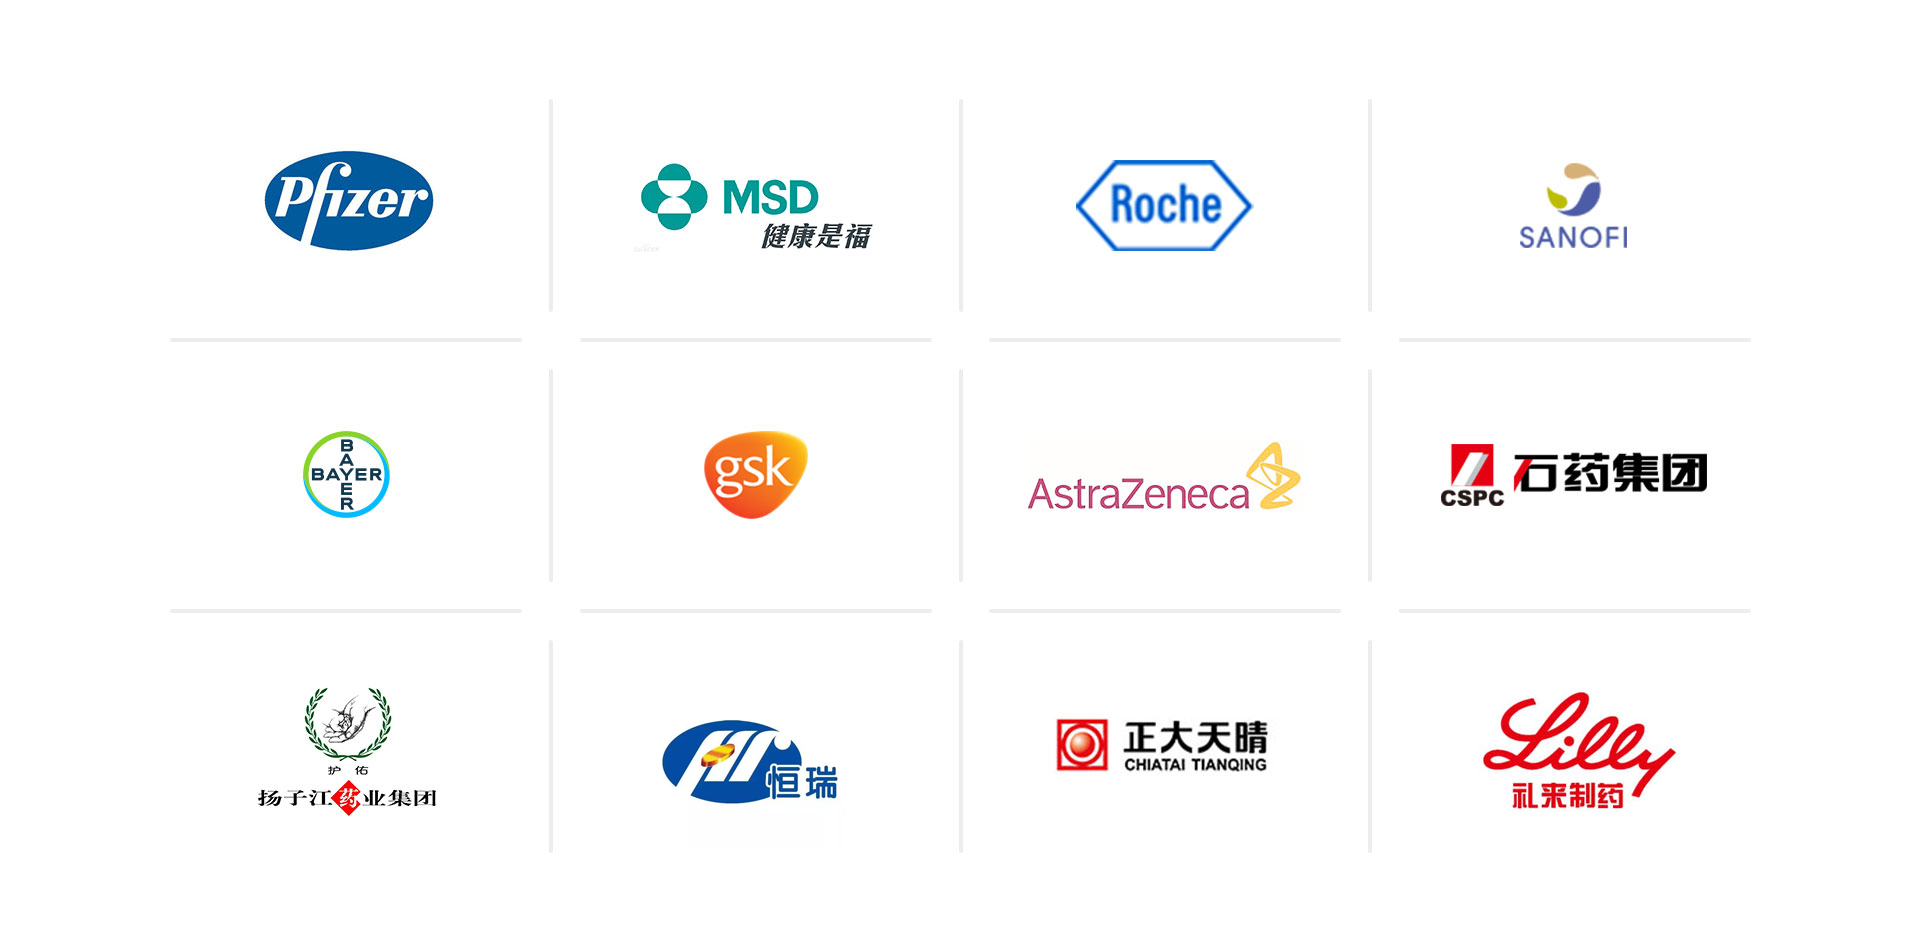 Pfizer
MSD
健康是福
Roche
SANOFI
BAYER
BAYER
gsk
AstraZeneca
CSPC
石药集团
护佑
扬子江药业集团
恒瑞
正大天晴
CHIATAI TIANQING
Lilly
礼来制药